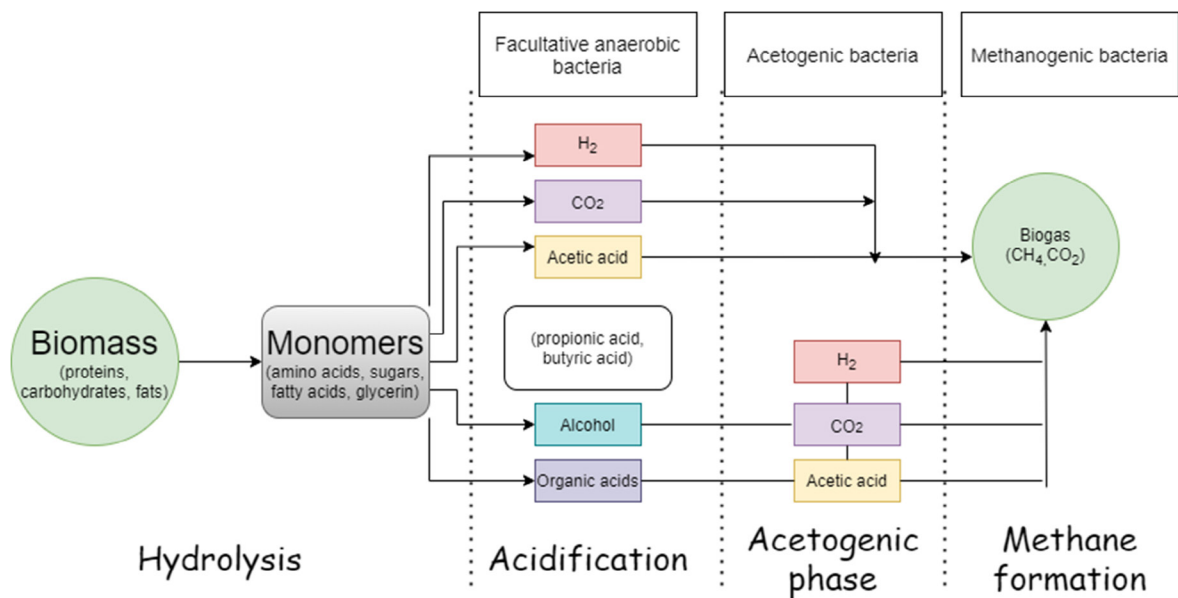 Facultative anaerobic
bacteria
Acetogenic bacteria
Methanogenic bacteria
H2
CO2
Acetic acid
Biogas
(CH4,CO2)
Biomass
(proteins,
carbohydrates, fats)
Monomers
(amino acids, sugars,
fatty acids, glycerin)
(propionic acid,
butyric acid)
Alcohol
Organic acids
H2
CO2
Acetic acid
Hydrolysis
Acidification
Acetogenic
phase
Methane
formation